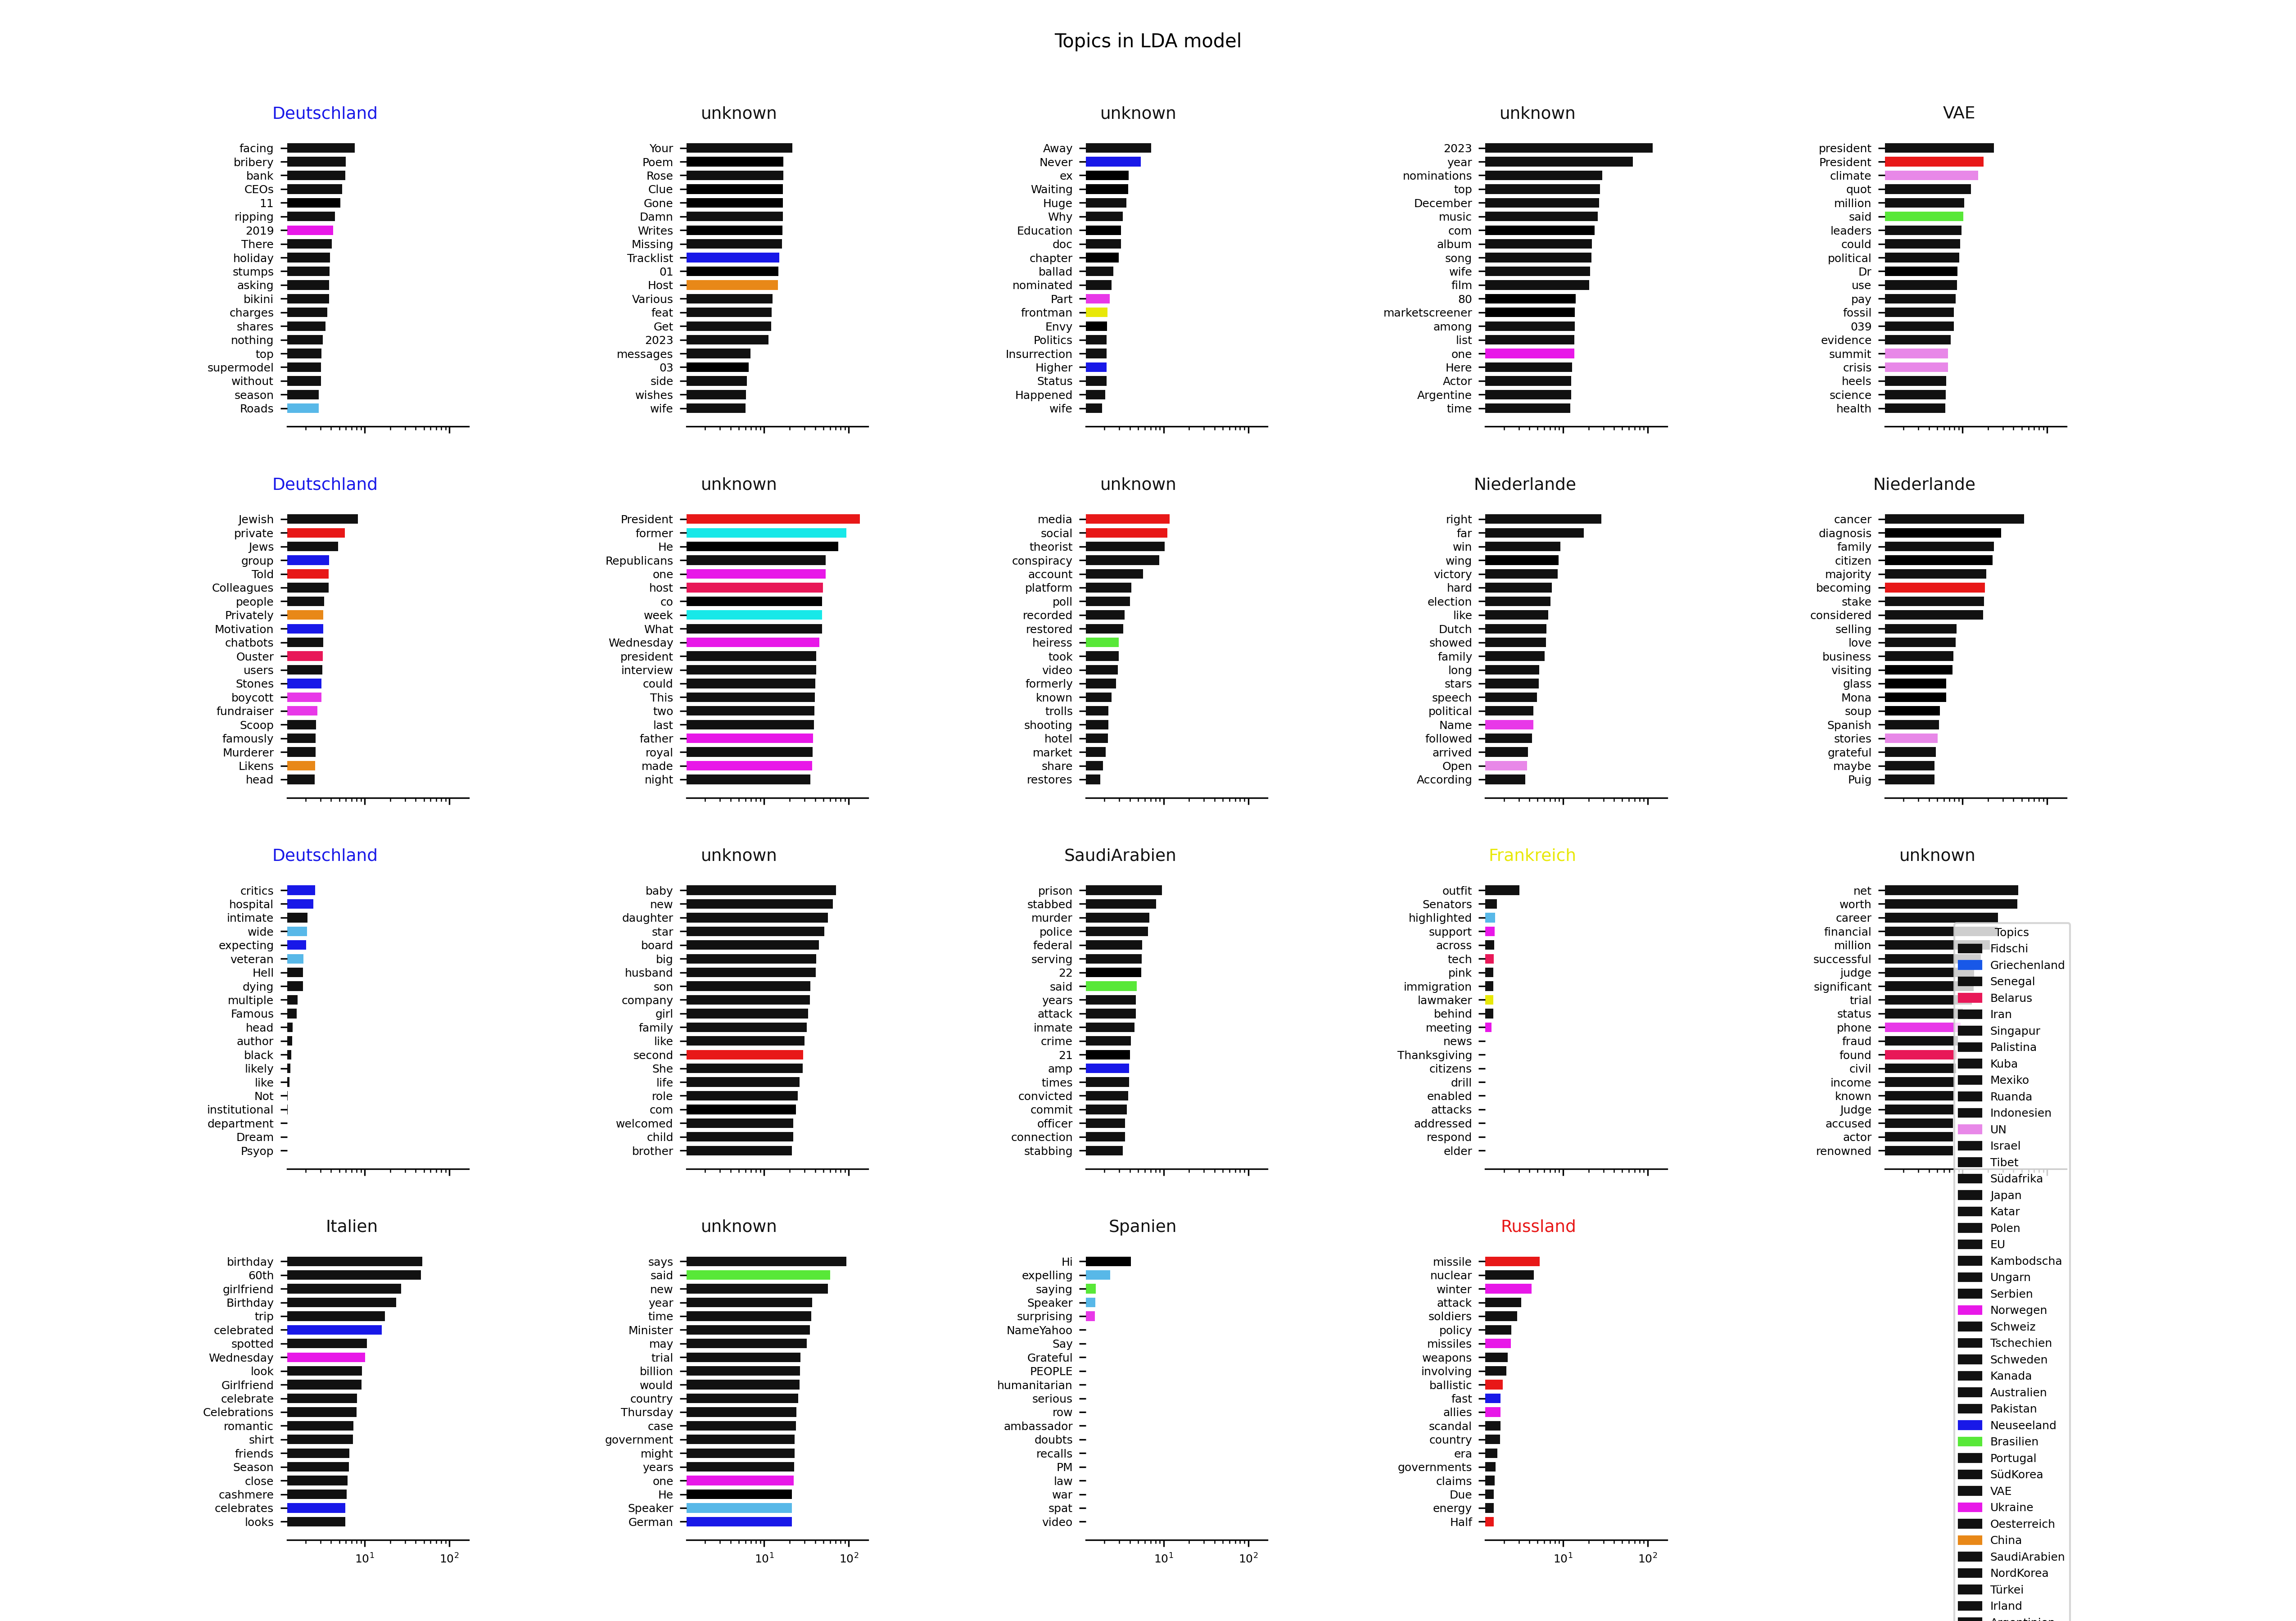 Topics in LDA model
Deutschland
facing
bribery
bank
CEOs
11
ripping
2019
There
holiday
stumps
asking
bikini
charges
shares
nothing
top
supermodel
without
season
Roads
unknown
Your
Poem
Rose
Clue
Gone
Damn
Writes
Missing
Tracklist
01
Host
Various
feat
Get
2023
messages
03
side
wishes
wife
unknown
Away
Never
ex
Waiting
Huge
Why
Education
doc
chapter
ballad
nominated
Part
frontman
Envy
Politics
Insurrection
Higher
Status
Happened
wife
unknown
2023
year
nominations
top
December
music
com
album
song
wife
film
80
marketscreener
among
list
one
Here
Actor
Argentine
time
VAE
president
President
climate
quot
million
said
leaders
could
political
Dr
use
pay
fossil
039
evidence
summit
crisis
heels
science
health
Deutschland
Jewish
private
Jews
group
Told
Colleagues
people
Privately
Motivation
chatbots
Ouster
users
Stones
boycott
fundraiser
Scoop
famously
Murderer
Likens
head
unknown
President
former
He
Republicans
one
host
co
week
What
Wednesday
president
interview
could
This
two
last
father
royal
made
night
unknown
media
social
theorist
conspiracy
account
platform
poll
recorded
restored
heiress
took
video
formerly
known
trolls
shooting
hotel
market
share
restores
Niederlande
right
far
win
wing
victory
hard
election
like
Dutch
showed
family
long
stars
speech
political
Name
followed
arrived
Open
According
Niederlande
cancer
diagnosis
family
citizen
majority
becoming
stake
considered
selling
love
business
visiting
glass
Mona
soup
Spanish
stories
grateful
maybe
Puig
Deutschland
critics
hospital
intimate
wide
expecting
veteran
Hell
dying
multiple
Famous
head
author
black
likely
like
Not
institutional
department
Dream
Psyop
unknown
baby
new
daughter
star
board
big
husband
son
company
girl
family
like
second
She
life
role
com
welcomed
child
brother
SaudiArabien
prison
stabbed
murder
police
federal
serving
22
said
years
attack
inmate
crime
21
amp
times
convicted
commit
officer
connection
stabbing
Frankreich
outfit
Senators
highlighted
support
across
tech
pink
immigration
lawmaker
behind
meeting
news
Thanksgiving
citizens
drill
enabled
attacks
addressed
respond
elder
unknown
net
worth
career
financial
million
successful
judge
significant
trial
status
phone
fraud
found
civil
income
known
Judge
accused
actor
renowned
Italien
birthday
60th
girlfriend
Birthday
trip
celebrated
spotted
Wednesday
look
Girlfriend
celebrate
Celebrations
romantic
shirt
friends
Season
close
cashmere
celebrates
looks
unknown
says
said
new
year
time
Minister
may
trial
billion
would
country
Thursday
case
government
might
years
one
He
Speaker
German
10¹ 10²
Spanien
Hi
expelling
saying
Speaker
surprising
NameYahoo
Say
Grateful
PEOPLE
humanitarian
serious
row
ambassador
doubts
recalls
PM
law
war
spat
video
10¹ 10²
Russland
missile
nuclear
winter
attack
soldiers
policy
missiles
weapons
involving
ballistic
fast
allies
scandal
country
era
governments
claims
Due
energy
Half
10¹ 10²
10¹ 10²
Topics
Fidschi
Griechenland
Senegal
Belarus
Iran
Singapur
Palistina
Kuba
Mexiko
Ruanda
Indonesien
UN
Israel
Tibet
Südafrika
Japan
Katar
Polen
EU
Kambodscha
Ungarn
Serbien
Norwegen
Schweiz
Tschechien
Schweden
Kanada
Australien
Pakistan
Neuseeland
Brasilien
Portugal
SüdKorea
VAE
Ukraine
Oesterreich
China
SaudiArabien
NordKorea
Türkei
Irland